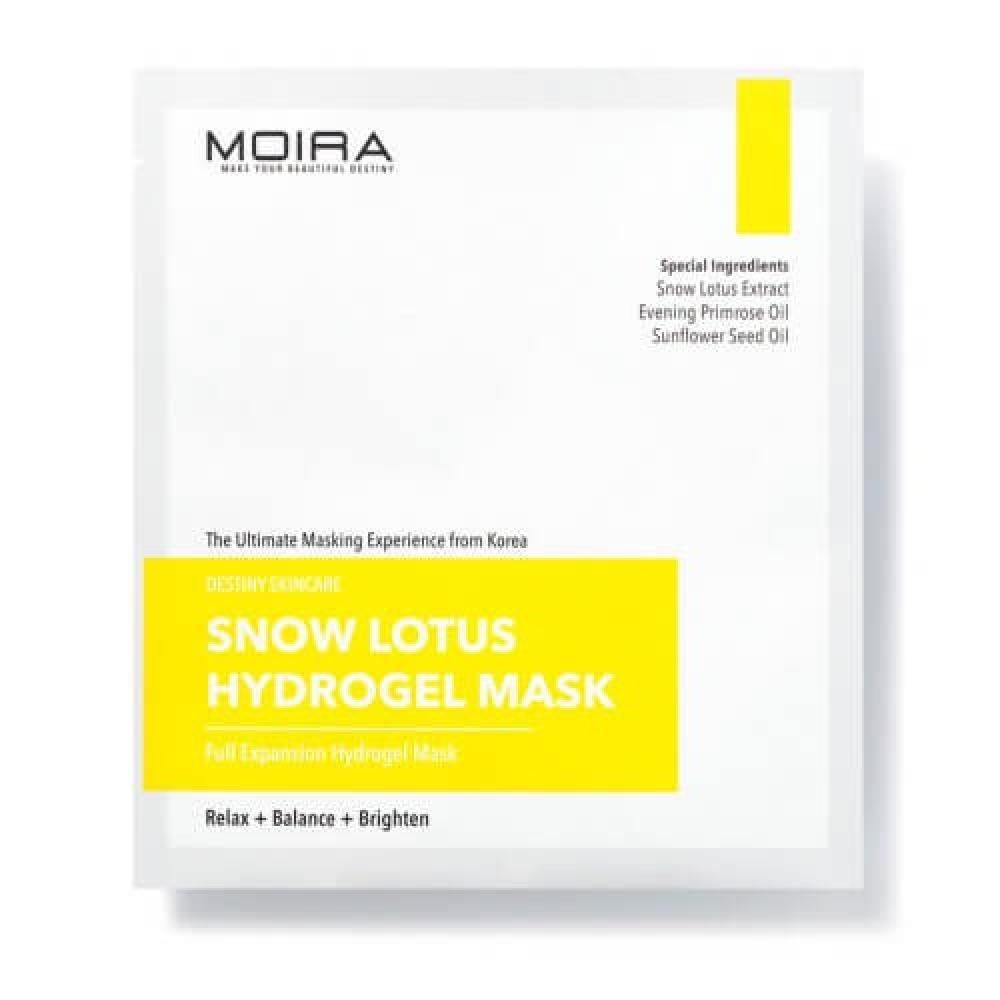 MOIRA
MAKE YOUR BEAUTIFUL DESTINY
Special Ingredients
Snow Lotus Extract
Evening Primrose Oil
Sunflower Seed Oil
The Ultimate Masking Experience from Korea
DESTINY SKINCARE
SNOW LOTUS
HYDROGEL MASK
Full Expansion Hydrogel Mask
Relax + Balance + Brighten